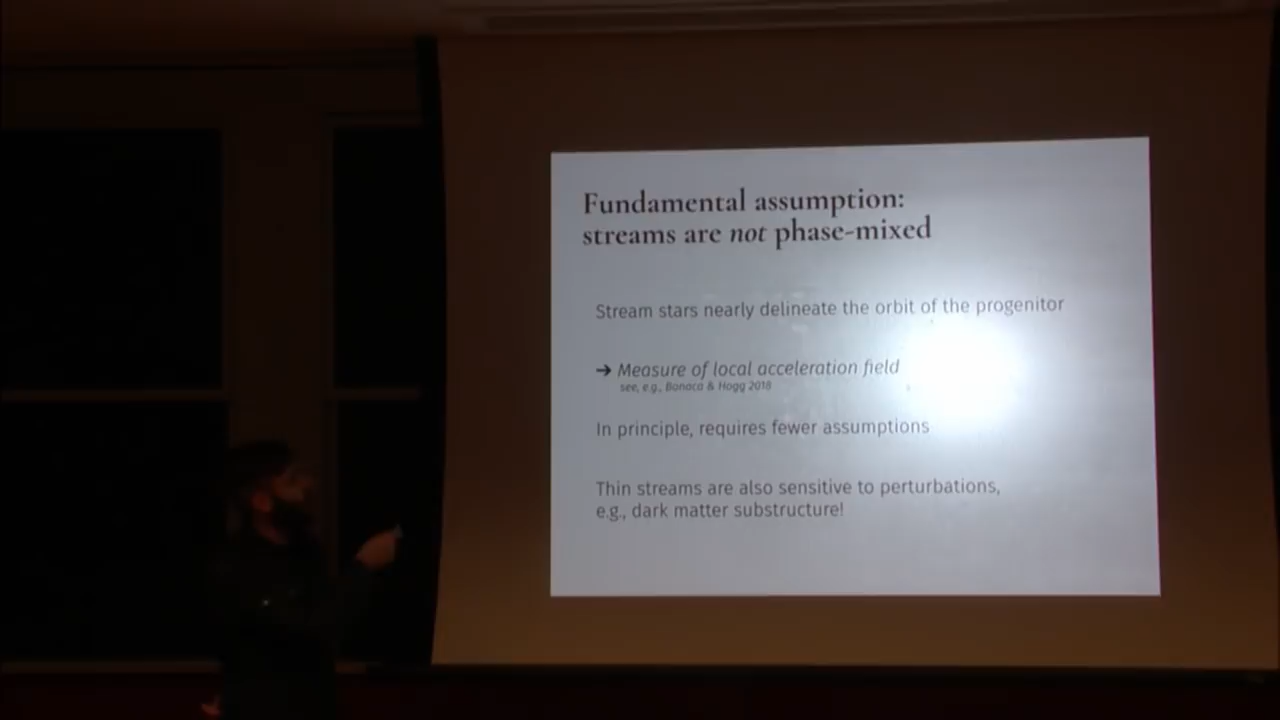 Fundamental assumption:
streams are not phase-mixed
Stream stars nearly delineate the orbit of the progenitor
→ Measure of local acceleration field
see, e.g., Bonaca & Hogg 2018
In principle, requires fewer assumptions
Thin streams are also sensitive to perturbations,
e.g., dark matter substructure!